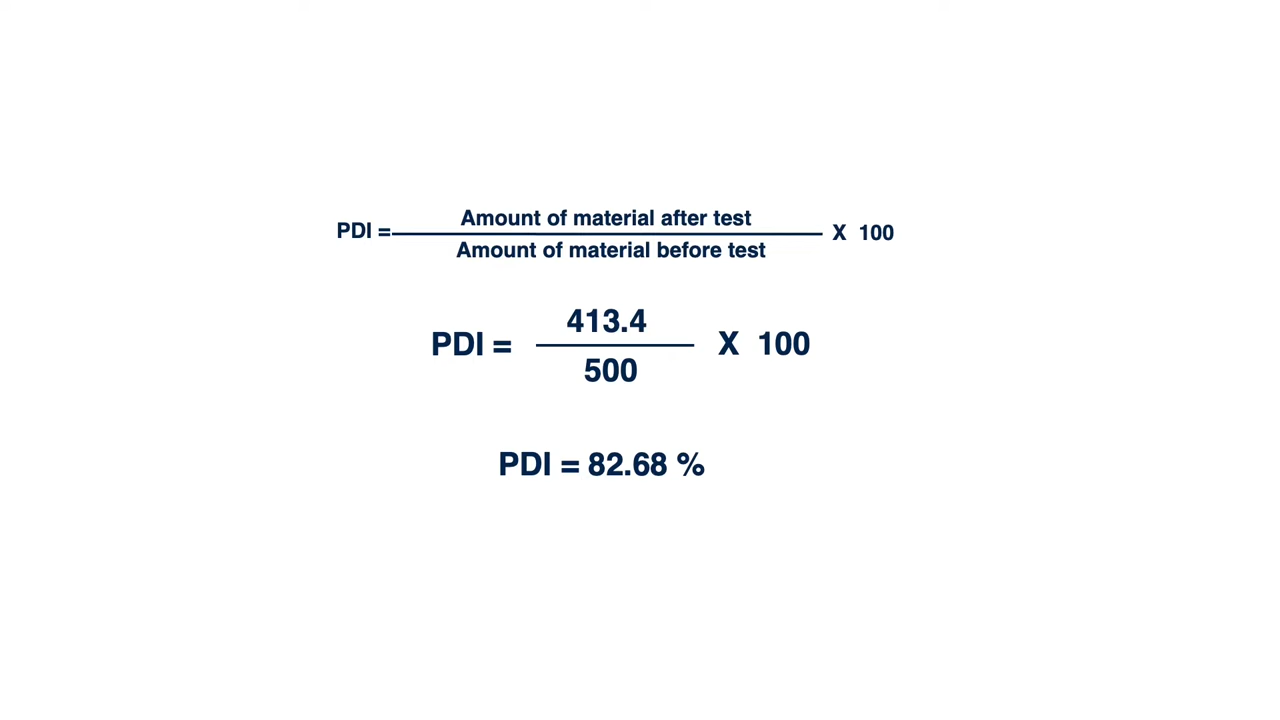 PDI = Amount of material after test X 100
Amount of material before test
PDI = 413.4 X 100
500
PDI = 82.68 %